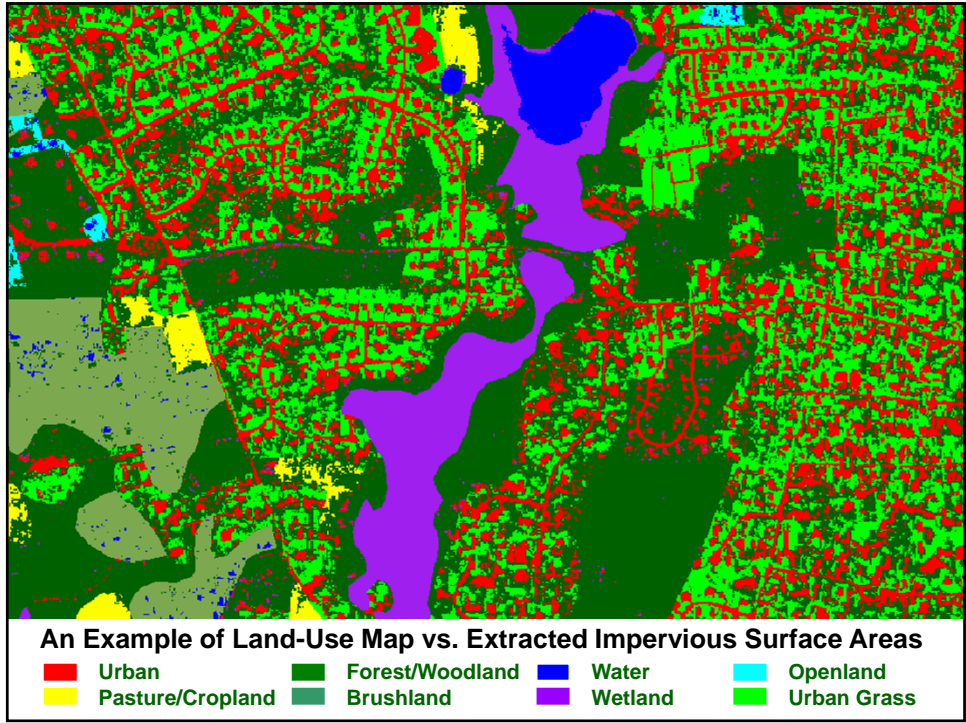 An Example of Land-Use Map vs. Extracted Impervious Surface Areas
Urban Forest/Woodland Water Openland
Pasture/Cropland Brushland Wetland Urban Grass